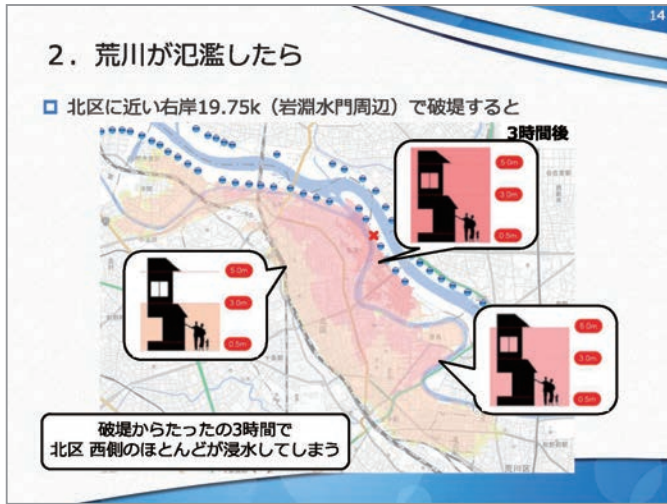 14
2．荒川が氾濫したら
北区に近い右岸19.75k（岩淵水門周辺）で破堤すると
3時間後
5.0m
3.0m
0.5m
5.0m
3.0m
0.5m
5.0m
3.0m
0.5m
破堤からたったの3時間で
北区 西側のほとんどが浸水してしまう
荒川区